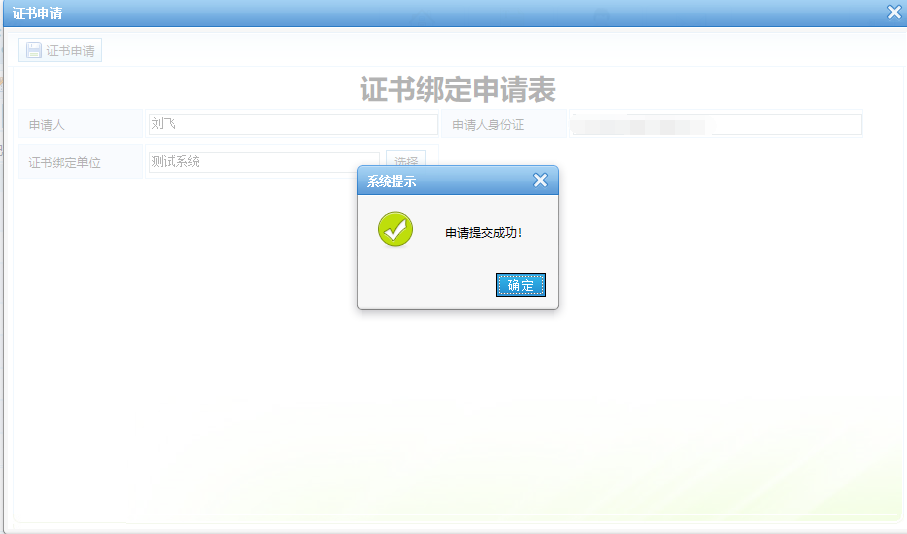 证书申请
证书申请
证书绑定申请表
申请人 刘飞 申请人身份证
证书绑定单位 测试系统 选择
系统提示
申请提交成功!
确定